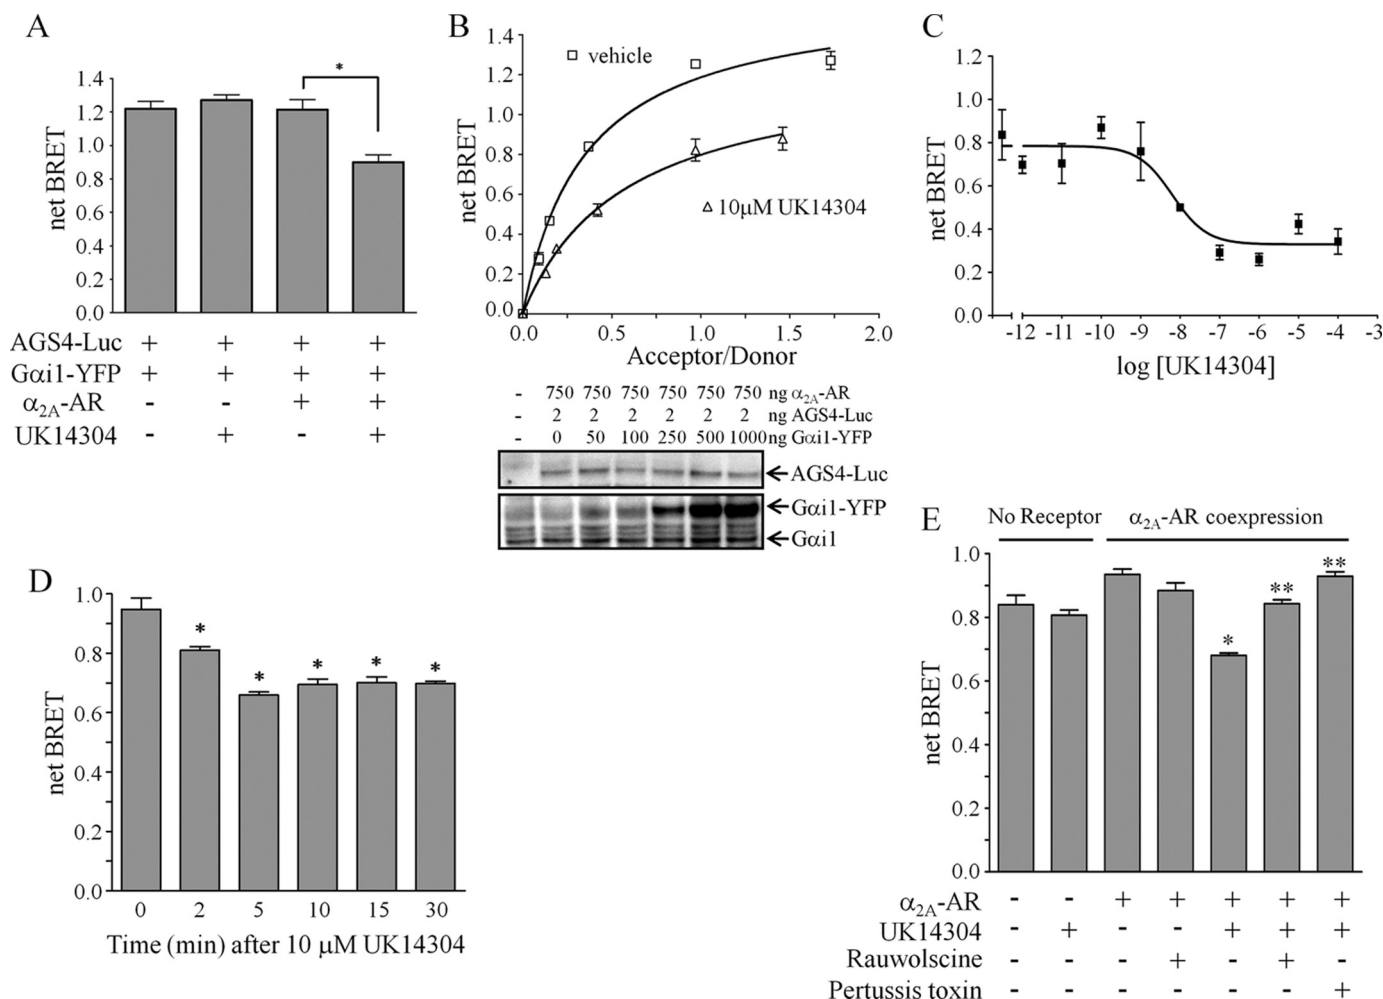 A
net BRET
1.4
1.2
1.0
0.8
0.6
0.4
0.2
0.0
*
AGS4-Luc + + + +
Gαi1-YFP + + + +
α2A-AR - - + +
UK14304 - + - +
B
net BRET
1.4
1.2
1.0
0.8
0.6
0.4
0.2
0.0
vehicle
10μM UK14304
0.0 0.5 1.0 1.5 2.0
Acceptor/Donor
- 750 750 750 750 750 750 ng α2A-AR
- 2 2 2 2 2 2 ng AGS4-Luc
- 0 50 100 250 500 1000 ng Gαi1-YFP
AGS4-Luc
Gαi1-YFP
Gαi1
C
net BRET
1.2
1.0
0.8
0.6
0.4
0.2
0.0
-12 -11 -10 -9 -8 -7 -6 -5 -4 -3
log [UK14304]
D
net BRET
1.0
0.8
0.6
0.4
0.2
0.0
* * * * *
0 2 5 10 15 30
Time (min) after 10 μM UK14304
E
No Receptor α2A-AR coexpression
net BRET
1.0
0.8
0.6
0.4
0.2
0.0
* ** **
α2A-AR - - + + + + +
UK14304 - + - - + + +
Rauwolscine - - - + - + -
Pertussis toxin - - - - - - +